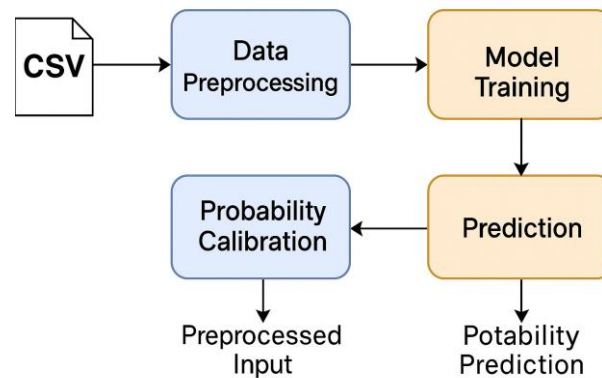 CSV
Data
Preprocessing
Model
Training
Probability
Calibration
Prediction
Preprocessed
Input
Potability
Prediction